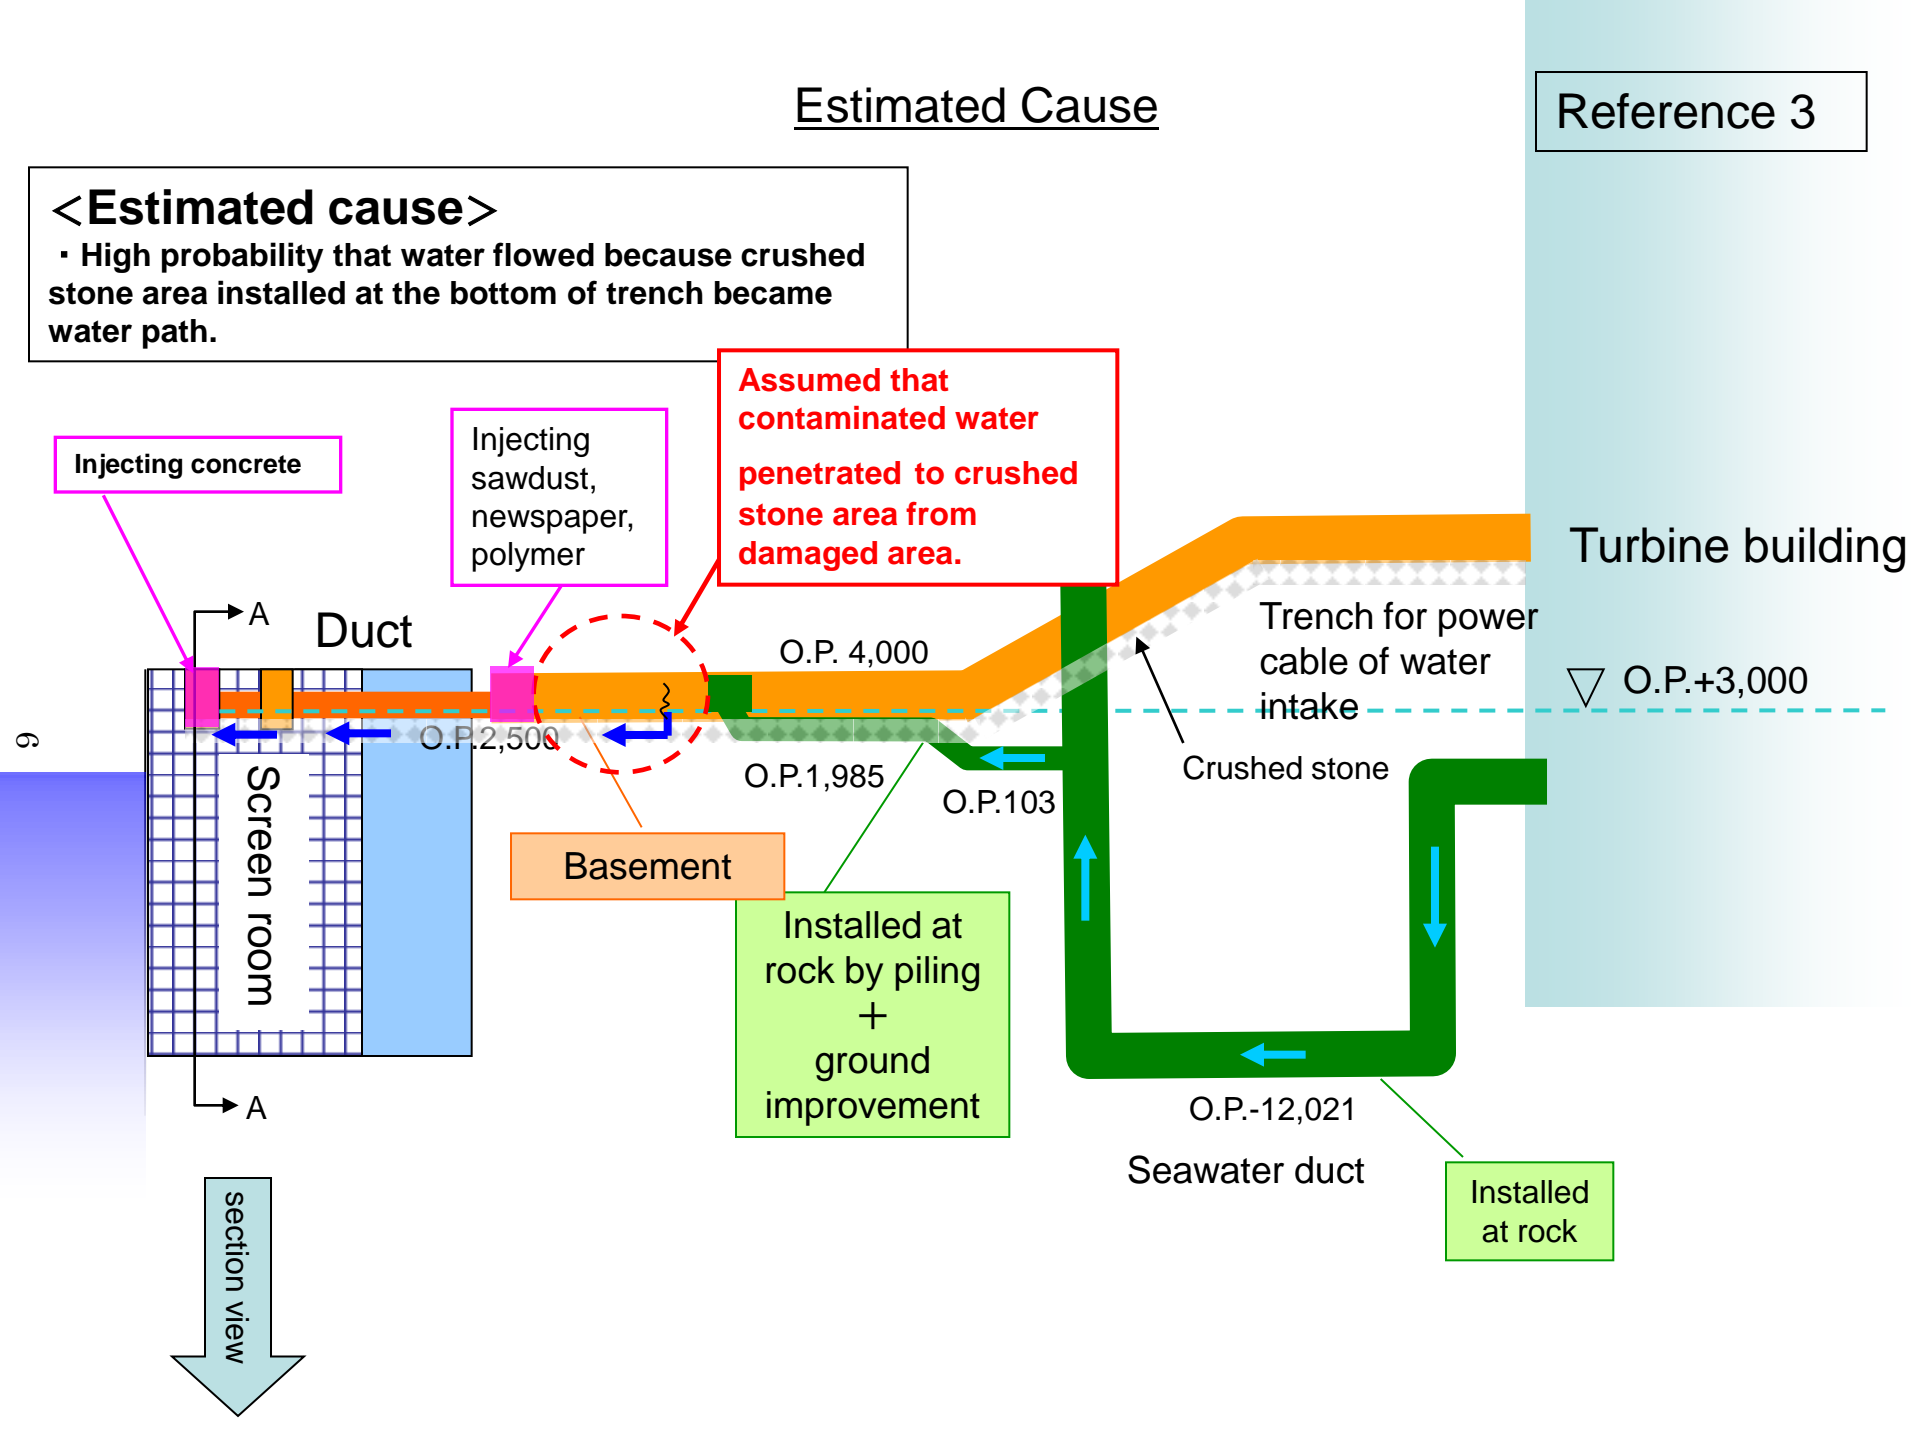 Estimated Cause
Reference 3
＜Estimated cause＞
・High probability that water flowed because crushed
stone area installed at the bottom of trench became
water path.
Assumed that
contaminated water
penetrated to crushed
stone area from
damaged area.
Injecting
sawdust,
newspaper,
polymer
Injecting concrete
Turbine building
A
Duct
O.P. 4,000
Trench for power
cable of water
intake
▽ O.P.+3,000
O.P.2,500
O.P.1,985
O.P.103
Crushed stone
6
Screen room
Basement
Installed at
rock by piling
＋
ground
improvement
A
O.P.-12,021
Seawater duct
Installed
at rock
section view